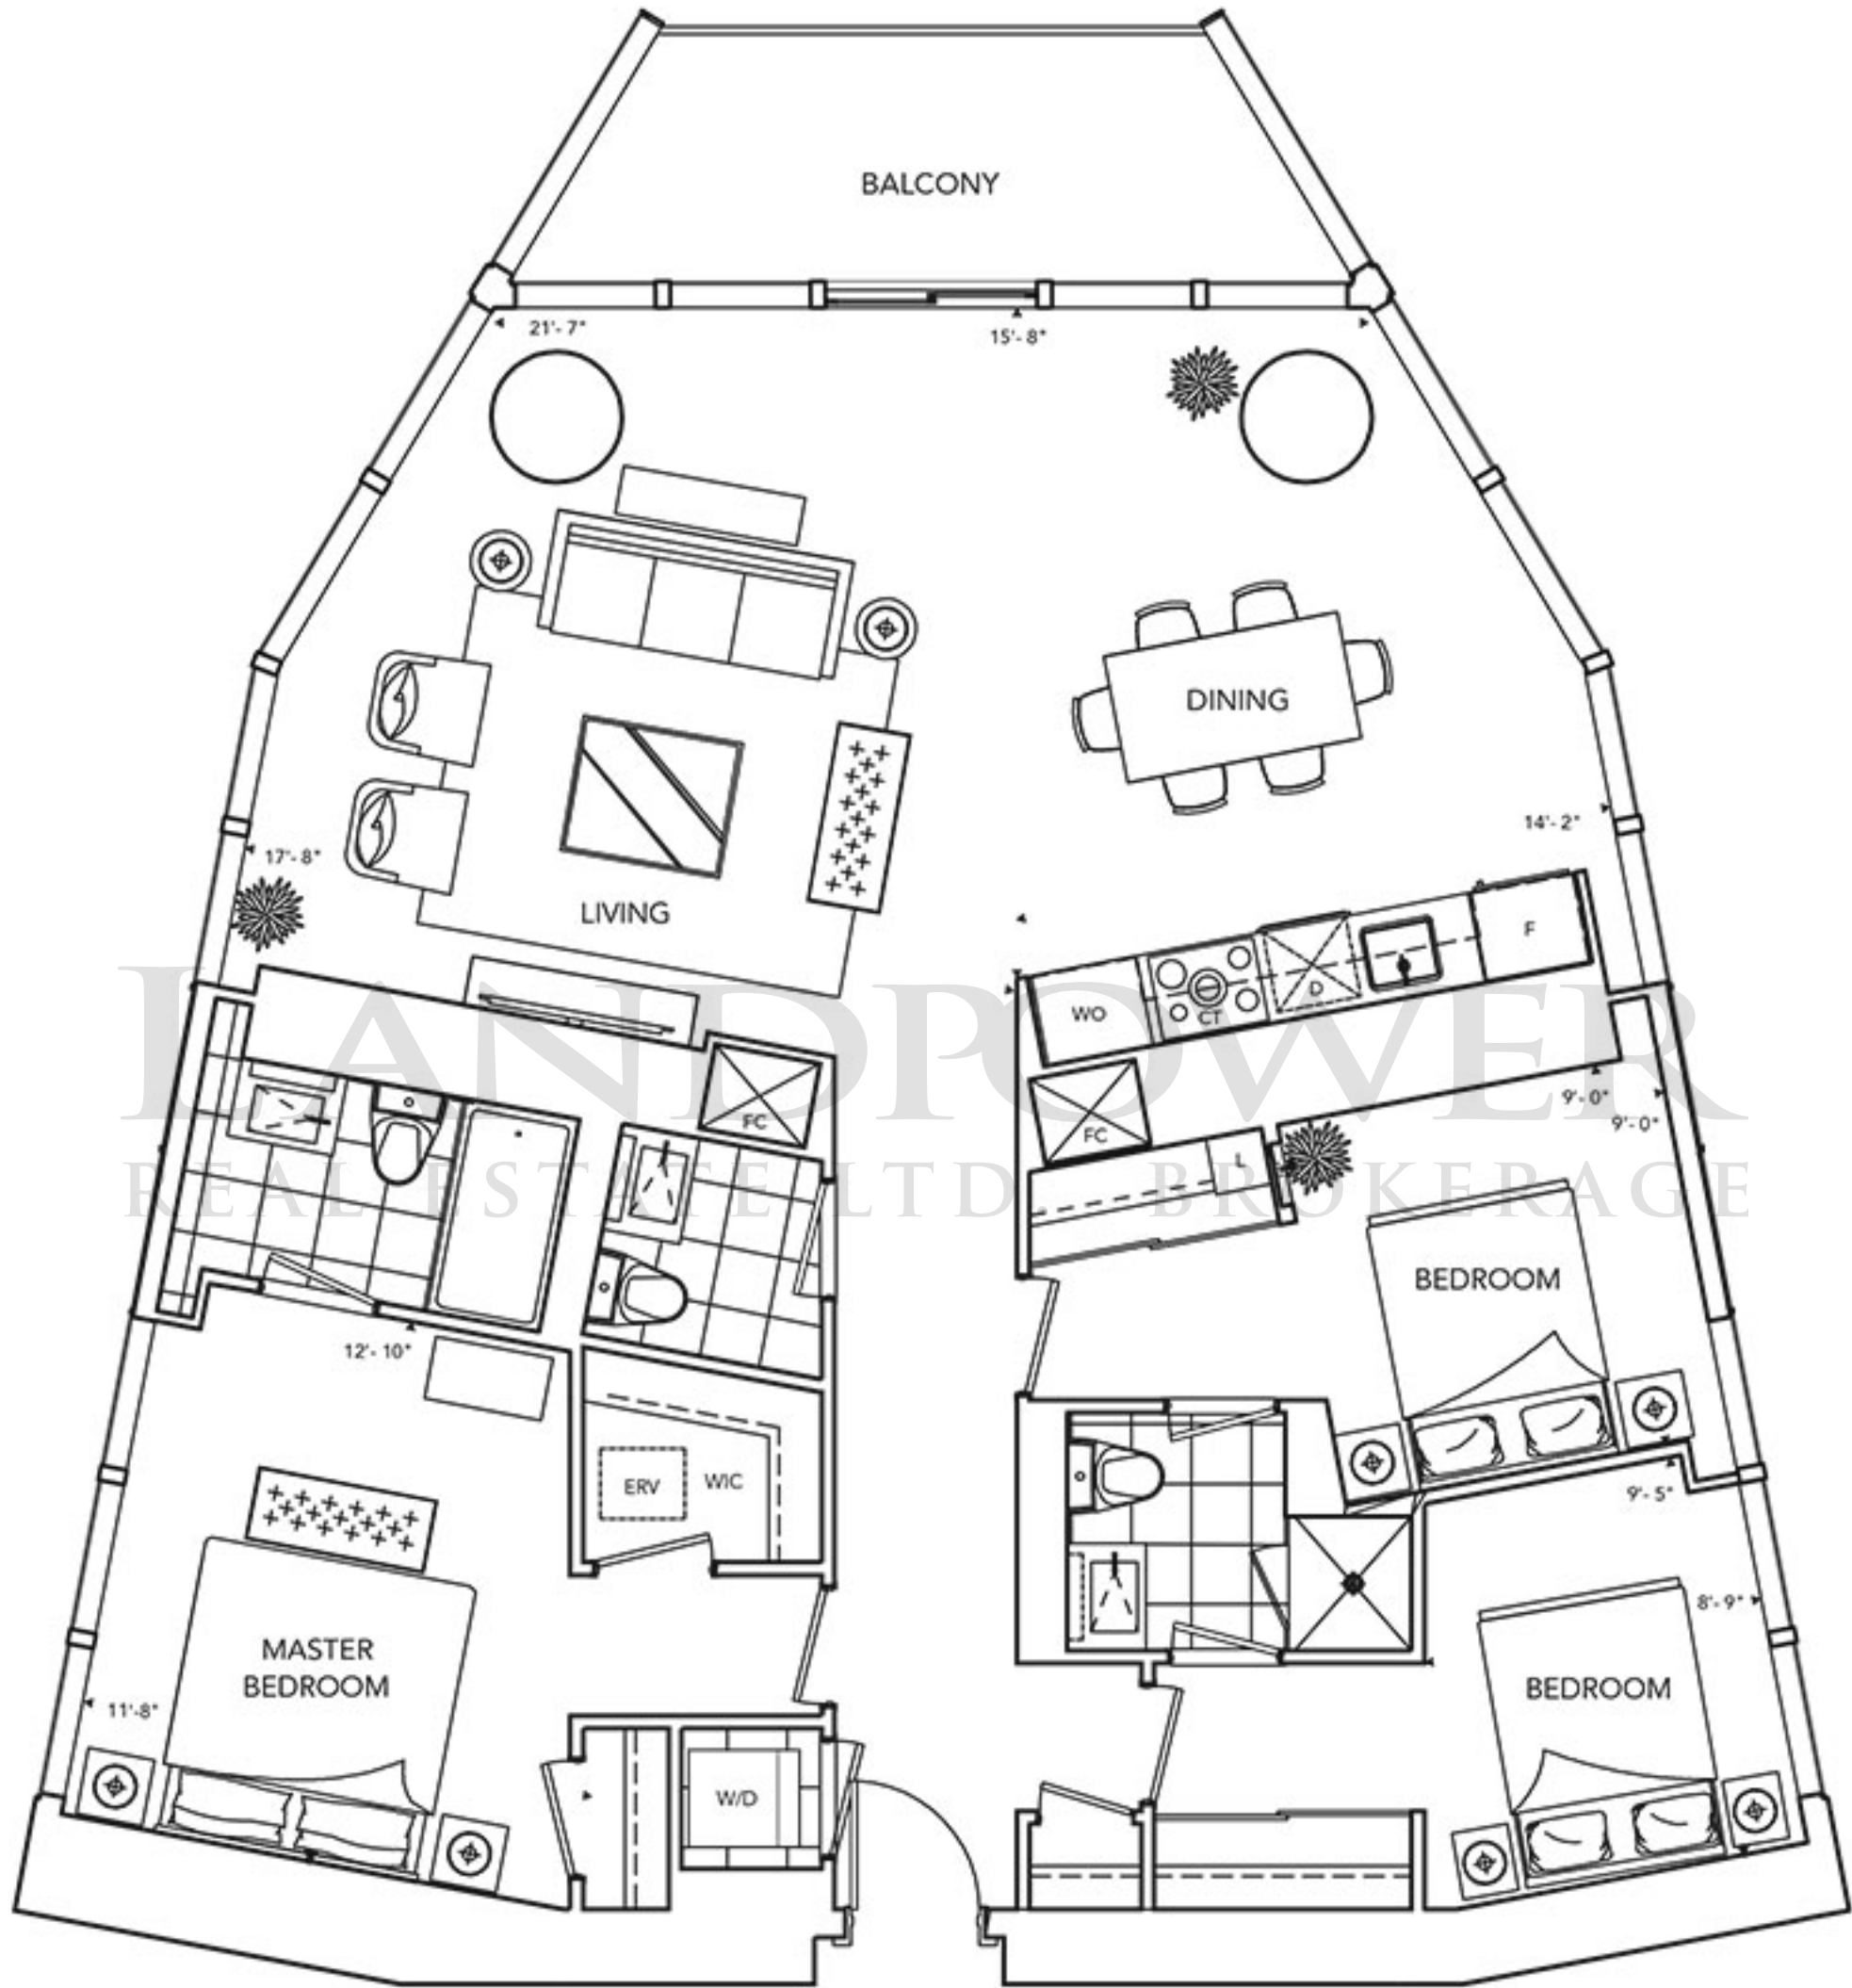 BALCONY
21'- 7"
15'- 8"
DINING
14'- 2"
17'- 8"
LIVING
F
D
WO
CT
LANDPOWER
FC
FC
9'- 0"
9'- 0"
L
REAL ESTATE LTD BROKERAGE
BEDROOM
12'- 10"
ERV
WIC
9'- 5"
8'- 9"
MASTER
BEDROOM
BEDROOM
11'-8"
W/D